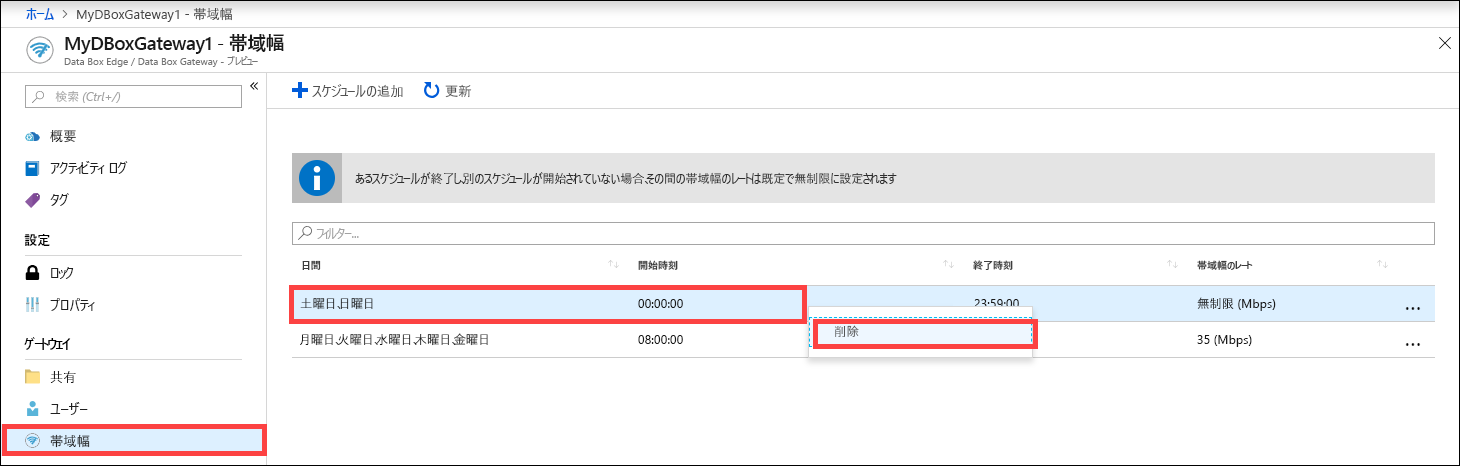 ホーム > MyDBoxGateway1 - 帯域幅
MyDBoxGateway1 - 帯域幅
Data Box Edge / Data Box Gateway - プレビュー
検索 (Ctrl+/)
«
概要
アクティビティ ログ
タグ
設定
ロック
プロパティ
ゲートウェイ
共有
ユーザー
帯域幅
スケジュールの追加 更新
あるスケジュールが終了し別のスケジュールが開始されていない場合、その間の帯域幅のレートは既定で無制限に設定されます
フィルター...
日間 開始時刻 終了時刻 帯域幅のレート
土曜日、日曜日 00:00:00 23:59:00 無制限 (Mbps) ...
削除
月曜日、火曜日、水曜日、木曜日、金曜日 08:00:00 35 (Mbps) ...